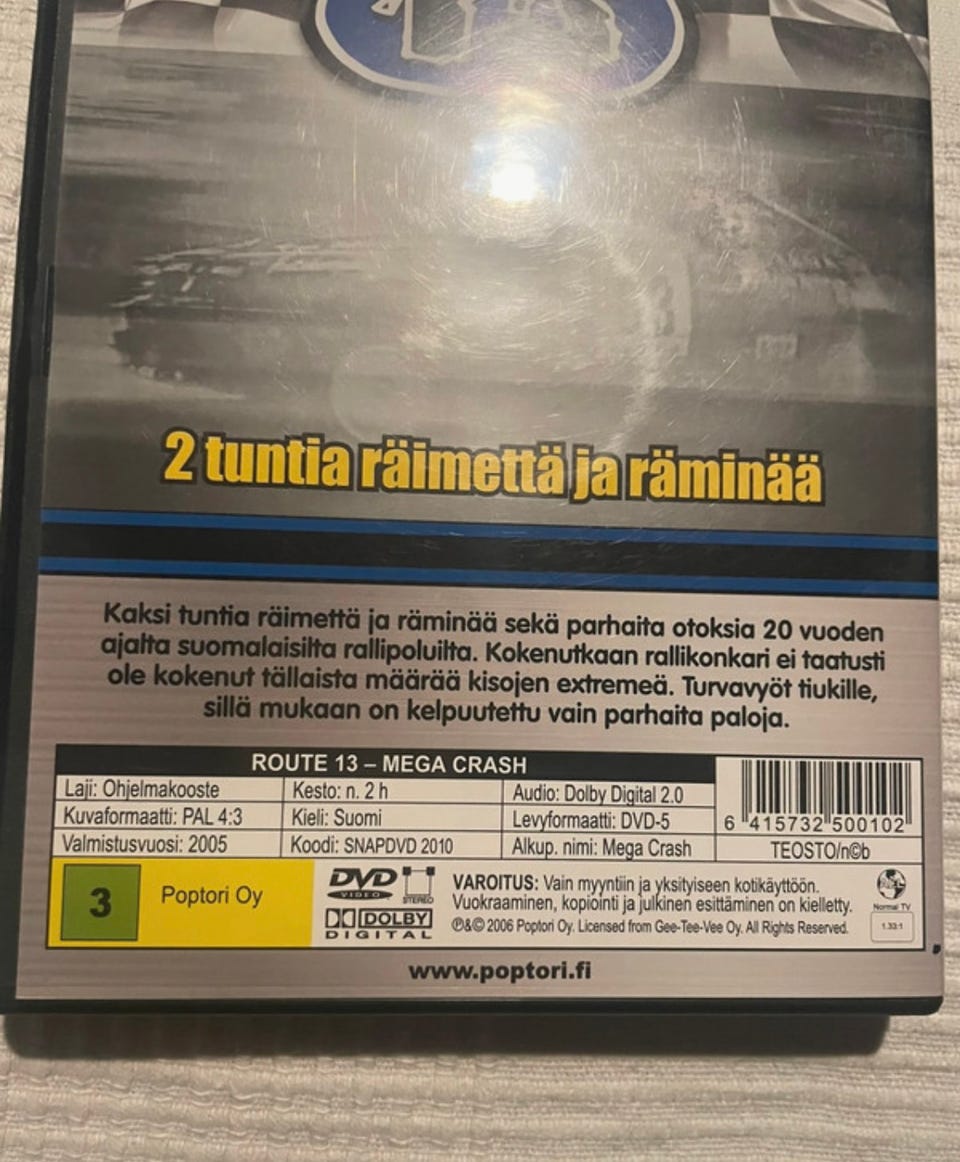 13
2 tuntia räimettä ja räminää
Kaksi tuntia räimettä ja räminää sekä parhaita otoksia 20 vuoden
ajalta suomalaisilta rallipoluilta. Kokenutkaan rallikonkari ei taatusti
ole kokenut tällaista määrää kisojen extremeä. Turvavyöt tiukille,
sillä mukaan on kelpuutettu vain parhaita paloja.
ROUTE 13 – MEGA CRASH
Laji: Ohjelmakooste Kesto: n. 2 h Audio: Dolby Digital 2.0
Kuvaformaatti: PAL 4:3 Kieli: Suomi Levyformaatti: DVD-5
Valmistusvuosi: 2005 Koodi: SNAPDVD 2010 Alkup. nimi: Mega Crash
6 415732 500102
TEOSTO/n©b
3
Poptori Oy
DVD
VIDEO
STEREO
DOLBY
DIGITAL
VAROITUS: Vain myyntiin ja yksityiseen kotikäyttöön.
Vuokraaminen, kopiointi ja julkinen esittäminen on kielletty.
℗&© 2006 Poptori Oy. Licensed from Gee-Tee-Vee Oy. All Rights Reserved.
PAL
Normal TV
1.33:1
www.poptori.fi